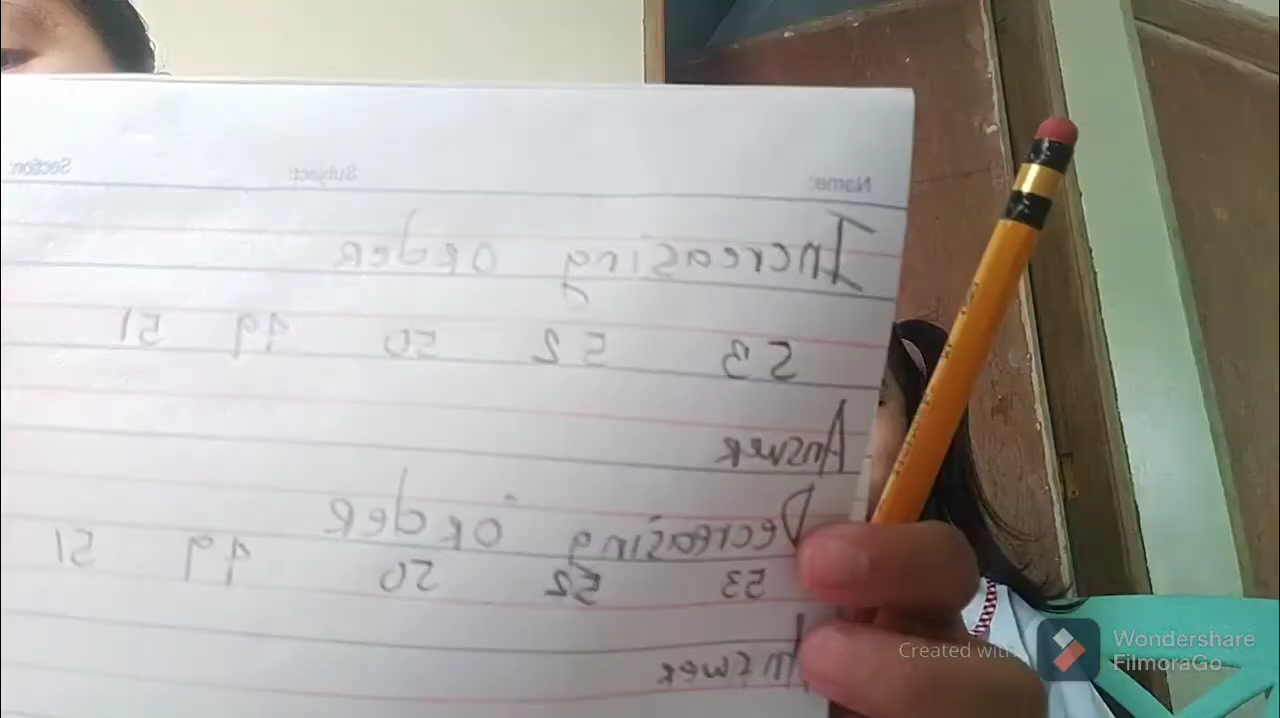 Name: Subject: Section:
Increasing order
53 52 50 49 51
Answer
Decreasing order
53 52 50 49 51
Answer
Created with Wondershare FilmoraGo